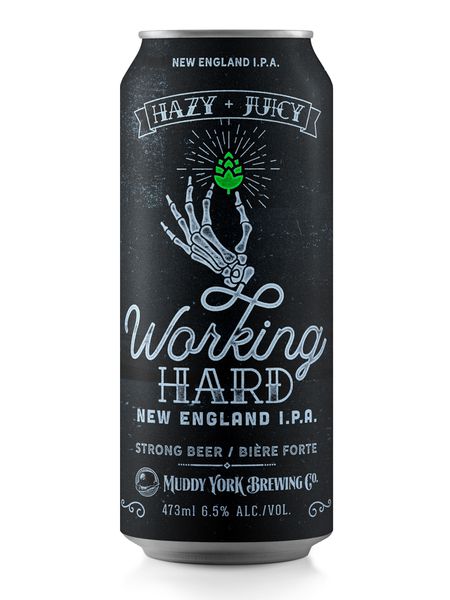 NEW ENGLAND I.P.A.
HAZY + JUICY
Working
HARD
NEW ENGLAND I.P.A.
STRONG BEER / BIÈRE FORTE
MUDDY YORK BREWING Co.
473ml 6.5% ALC./VOL.